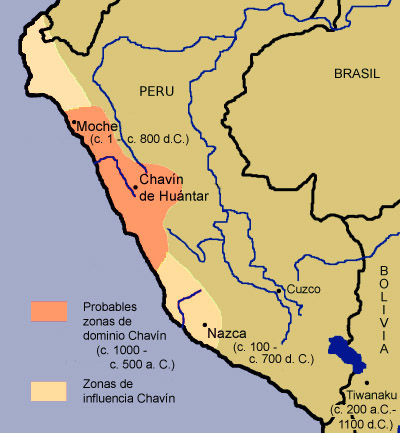 BRASIL
PERU
Moche
(c. 1 - c. 800 d.C.)
Chavín
de Huántar
Cuzco
BOLIVIA
Probables
zonas de
dominio Chavín
(c. 1000 -
c. 500 a. C.)
Nazca
(c. 100 -
c. 700 d. C.)
Zonas de
influencia Chavín
Tiwanaku
(c. 200 a.C.-
1100 d.C.)